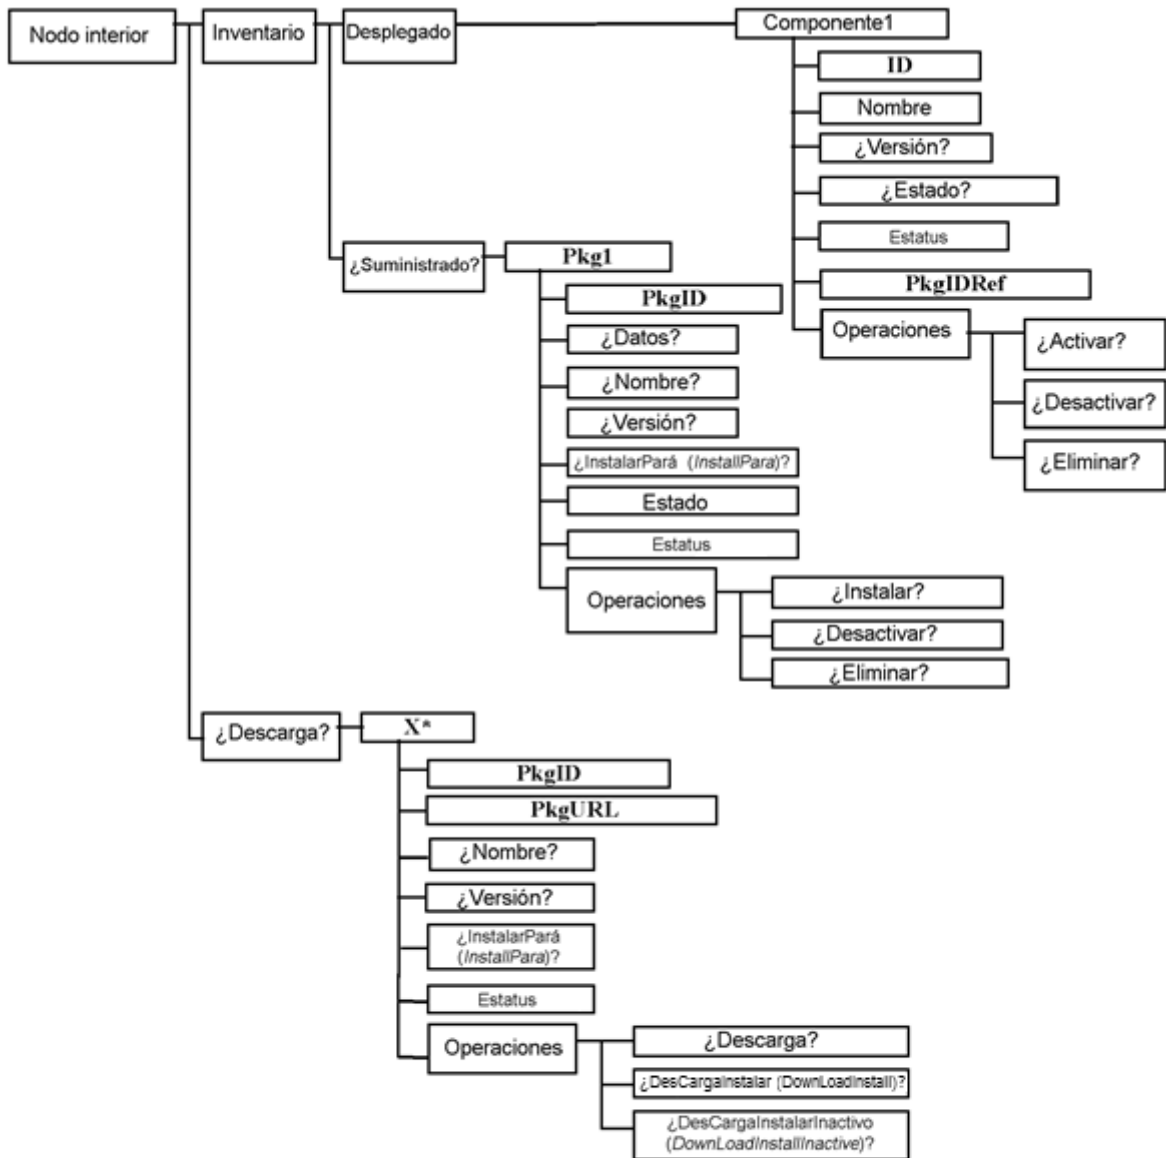 Nodo interior
Inventario
Desplegado
Componente1
ID
Nombre
¿Versión?
¿Estado?
Estatus
PkgIDRef
Operaciones
¿Activar?
¿Desactivar?
¿Eliminar?
¿Suministrado?
Pkg1
PkgID
¿Datos?
¿Nombre?
¿Versión?
¿InstalarPará (InstallPara)?
Estado
Estatus
Operaciones
¿Instalar?
¿Desactivar?
¿Eliminar?
¿Descarga?
X*
PkgID
PkgURL
¿Nombre?
¿Versión?
¿InstalarPará
(InstallPara)?
Estatus
Operaciones
¿Descarga?
¿DesCargaInstalar (DownLoadInstall)?
¿DesCargaInstalarInactivo
(DownLoadInstallInactive)?